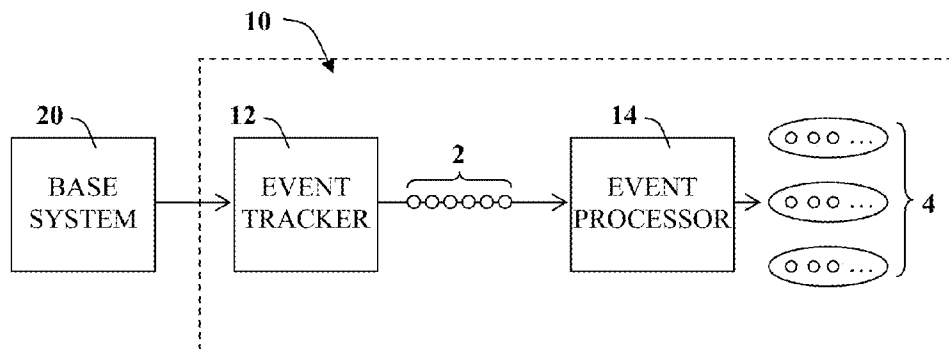 10
20
12
14
2
4
BASE
SYSTEM
EVENT
TRACKER
EVENT
PROCESSOR
...
...
...